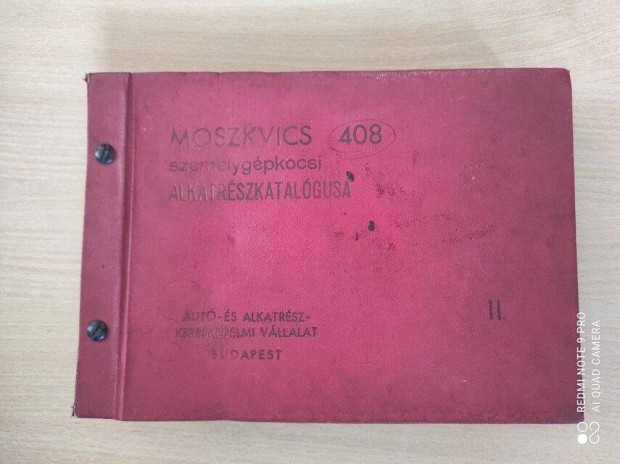 MOSZKVICS 408
személygépkocsi
ALKATRÉSZKATALÓGUSA
AUTÓ-ÉS ALKATRÉSZ-
KERESKEDELMI VÁLLALAT
BUDAPEST
II.
REDMI NOTE 9 PRO
AI QUAD CAMERA